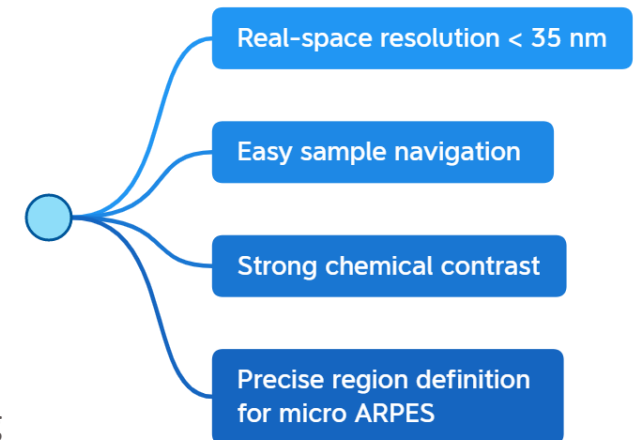 Real-space resolution < 35 nm
Easy sample navigation
Strong chemical contrast
Precise region definition
for micro ARPES